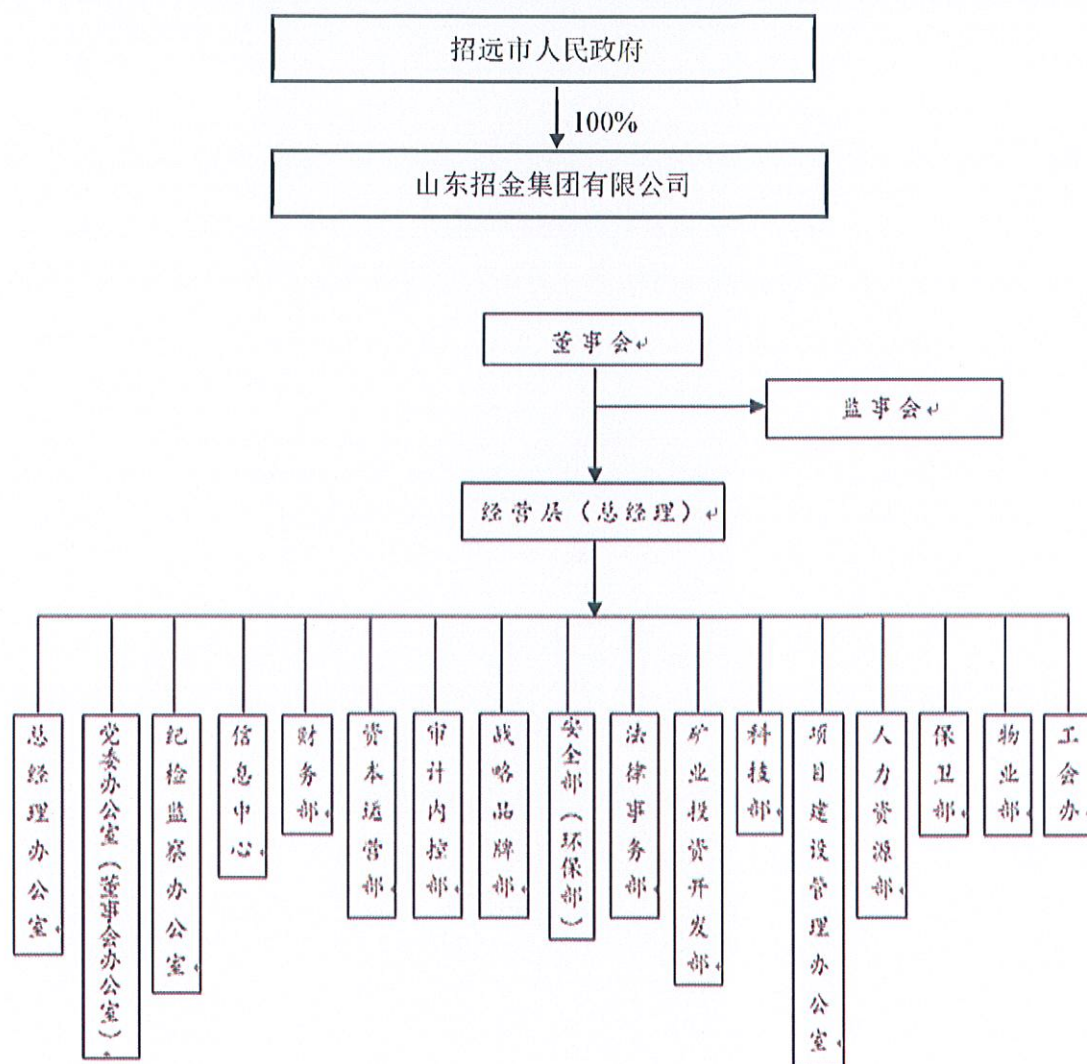 招远市人民政府
100%
山东招金集团有限公司
董事会
监事会
经营层（总经理）
总经理办公室
党委办公室（董事会办公室）
纪检监察办公室
信息中心
财务部
资本运营部
审计内控部
战略品牌部
安全部（环保部）
法律事务部
矿业投资开发部
科技部
项目建设管理办公室
人力资源部
保卫部
物业部
工会办